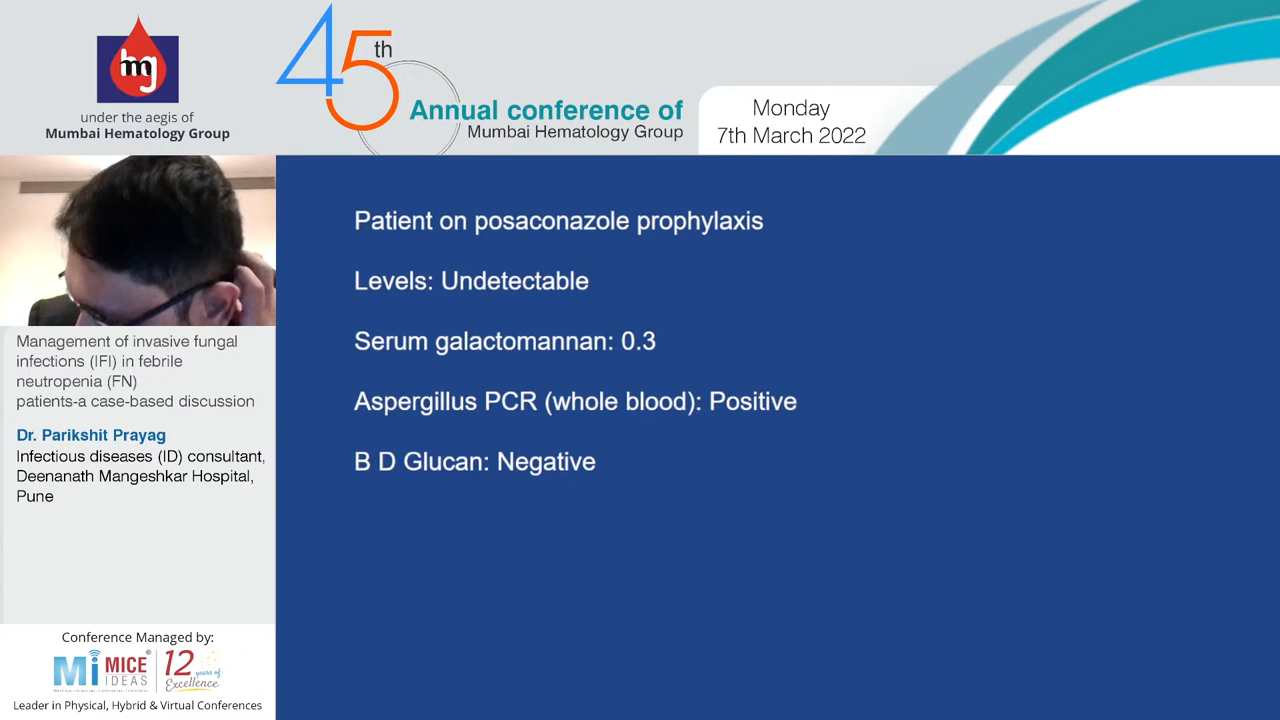 hmg
under the aegis of
Mumbai Hematology Group
45th
Annual conference of
Mumbai Hematology Group
Monday
7th March 2022
Patient on posaconazole prophylaxis
Levels: Undetectable
Serum galactomannan: 0.3
Aspergillus PCR (whole blood): Positive
B D Glucan: Negative
Management of invasive fungal
infections (IFI) in febrile
neutropenia (FN)
patients-a case-based discussion
Dr. Parikshit Prayag
Infectious diseases (ID) consultant,
Deenanath Mangeshkar Hospital,
Pune
Conference Managed by:
Mi MICE IDEAS
12 years of Excellence
Leader in Physical, Hybrid & Virtual Conferences